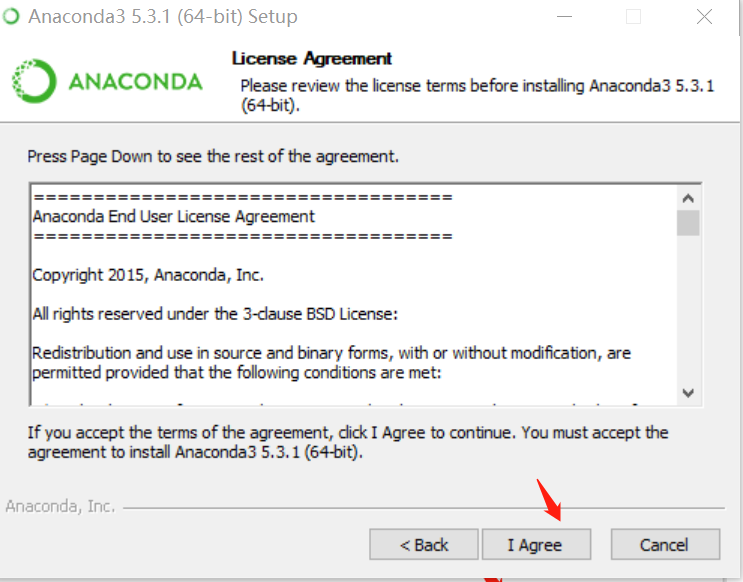 Anaconda3 5.3.1 (64-bit) Setup
ANACONDA
License Agreement
Please review the license terms before installing Anaconda3 5.3.1
(64-bit).
Press Page Down to see the rest of the agreement.
===================================
Anaconda End User License Agreement
===================================
Copyright 2015, Anaconda, Inc.
All rights reserved under the 3-clause BSD License:
Redistribution and use in source and binary forms, with or without modification, are
permitted provided that the following conditions are met:
If you accept the terms of the agreement, click I Agree to continue. You must accept the
agreement to install Anaconda3 5.3.1 (64-bit).
Anaconda, Inc.
< Back
I Agree
Cancel